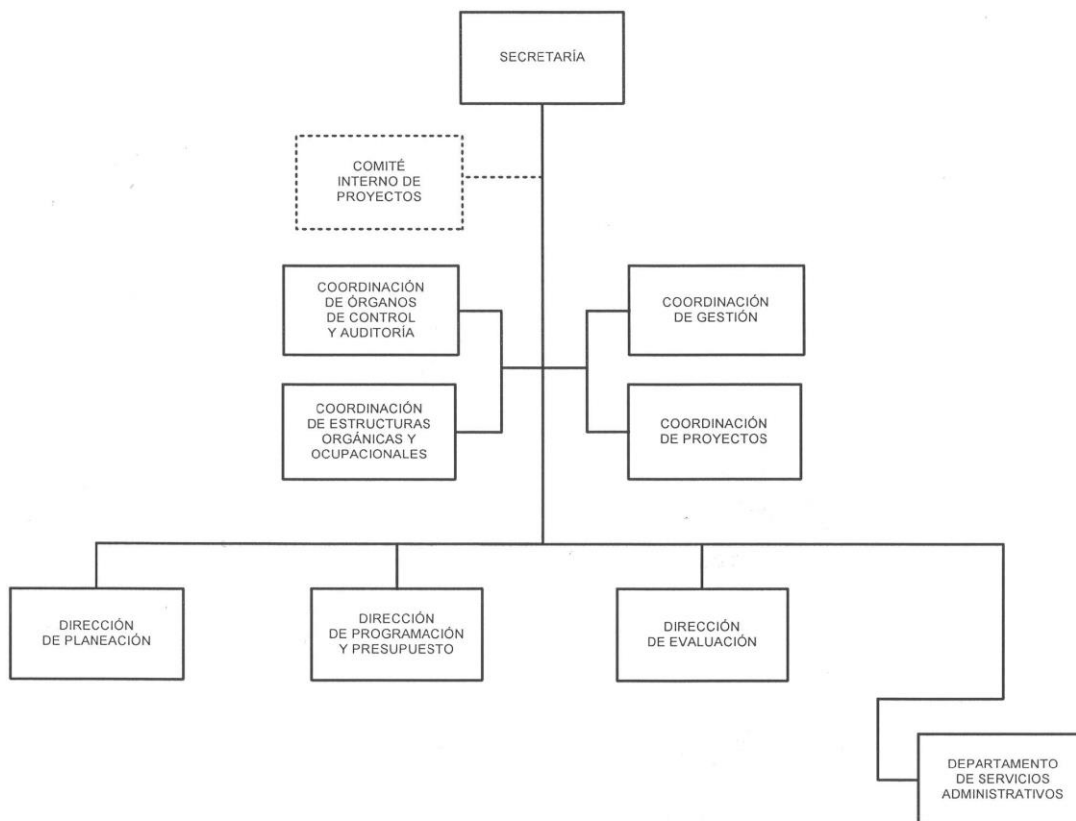 SECRETARÍA
COMITÉ
INTERNO DE
PROYECTOS
COORDINACIÓN
DE ÓRGANOS
DE CONTROL
Y AUDITORÍA
COORDINACIÓN
DE GESTIÓN
COORDINACIÓN
DE ESTRUCTURAS
ORGÁNICAS Y
OCUPACIONALES
COORDINACIÓN
DE PROYECTOS
DIRECCIÓN
DE PLANEACIÓN
DIRECCIÓN
DE PROGRAMACIÓN
Y PRESUPUESTO
DIRECCIÓN
DE EVALUACIÓN
DEPARTAMENTO
DE SERVICIOS
ADMINISTRATIVOS